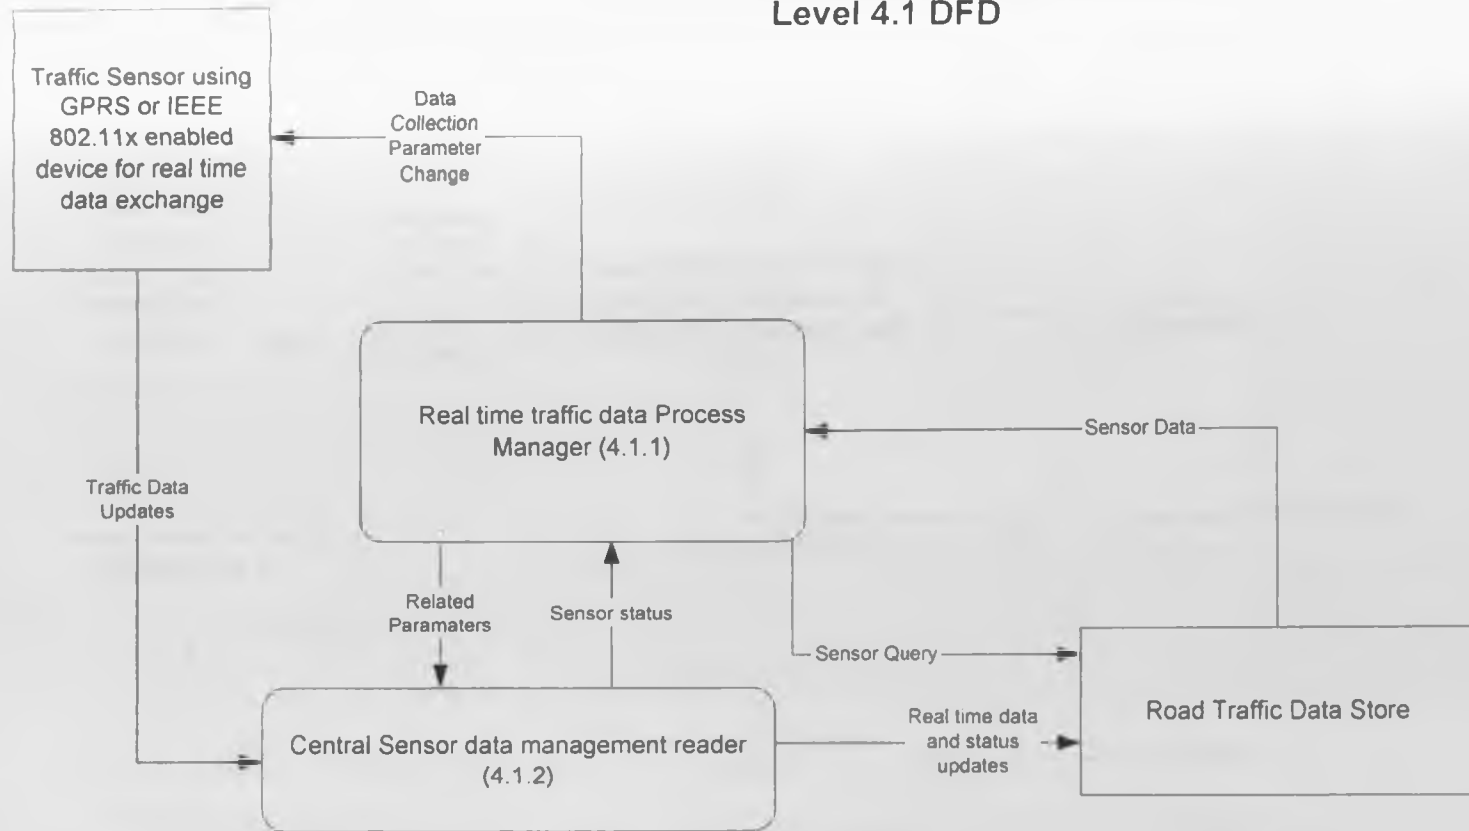 Level 4.1 DFD
Traffic Sensor using
GPRS or IEEE
802.11x enabled
device for real time
data exchange
Data
Collection
Parameter
Change
Real time traffic data Process
Manager (4.1.1)
Sensor Data
Traffic Data
Updates
Related
Paramaters
Sensor status
Sensor Query
Real time data
and status
updates
Road Traffic Data Store
Central Sensor data management reader
(4.1.2)